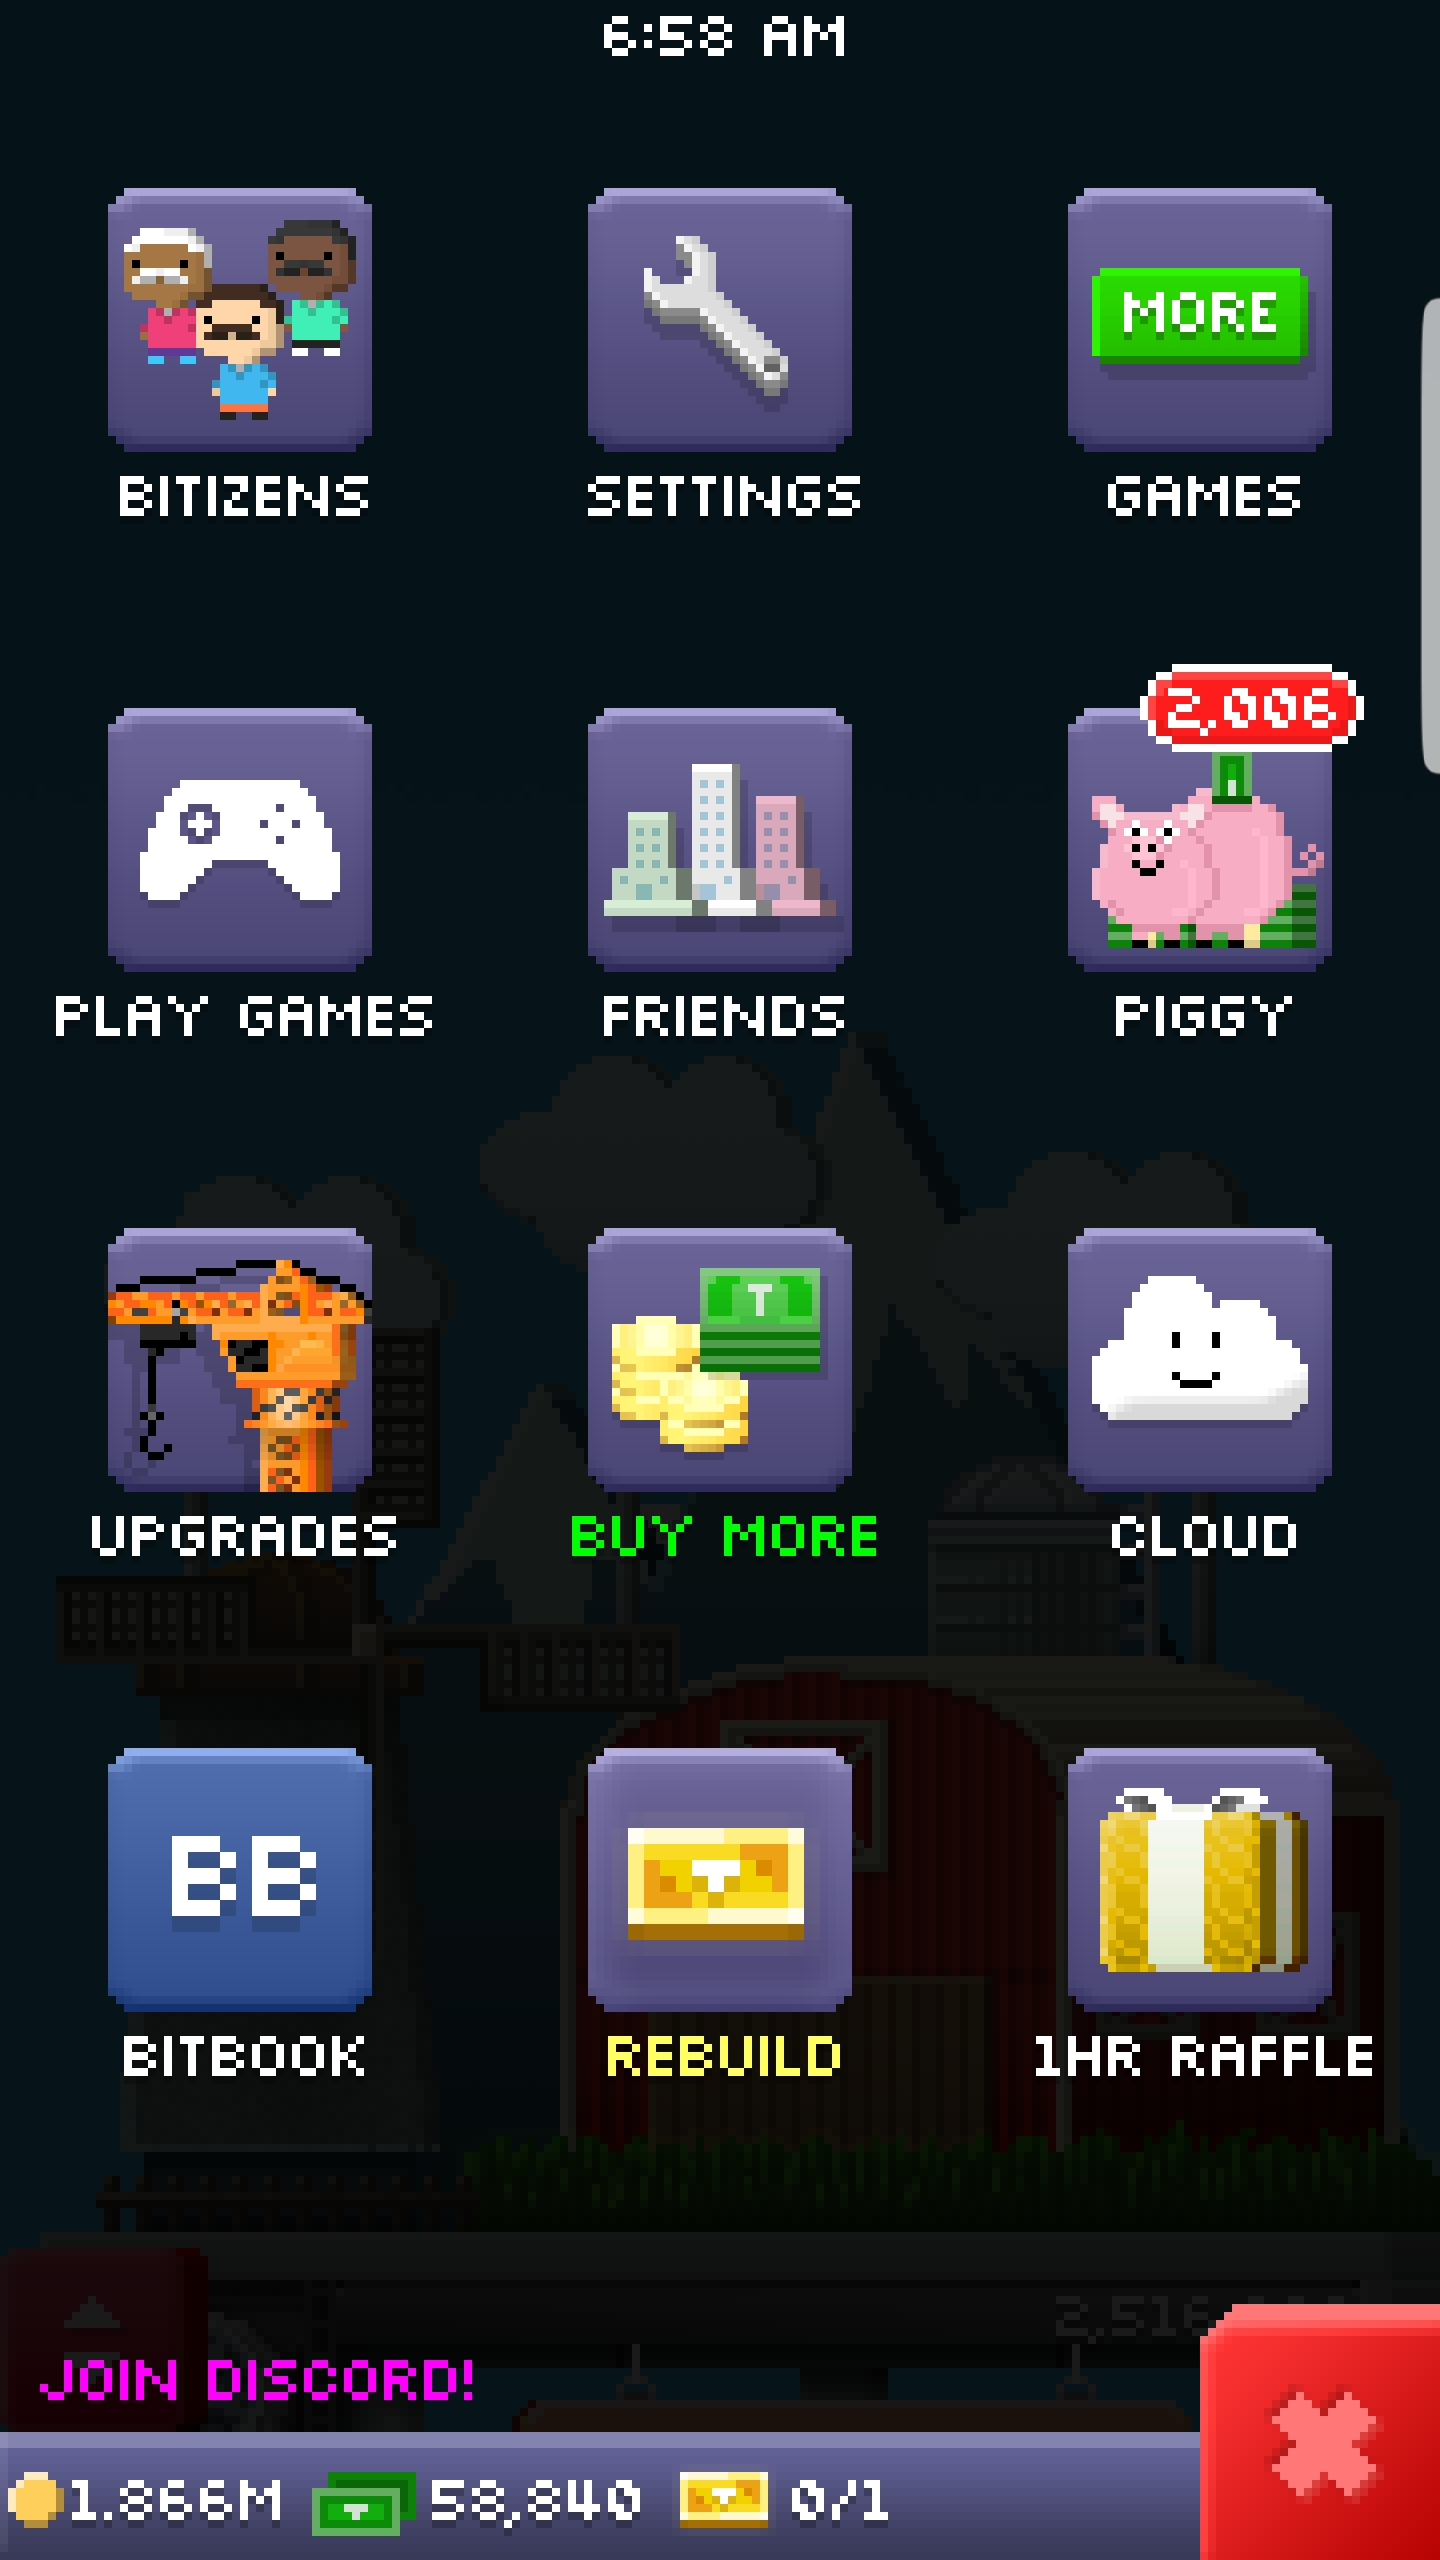 6:58 AM
MORE
BITIZENS SETTINGS GAMES
2,006
PLAY GAMES FRIENDS PIGGY
T
UPGRADES BUY MORE CLOUD
BB
BITBOOK REBUILD 1HR RAFFLE
JOIN DISCORD!
1.866M 58,840 0/1